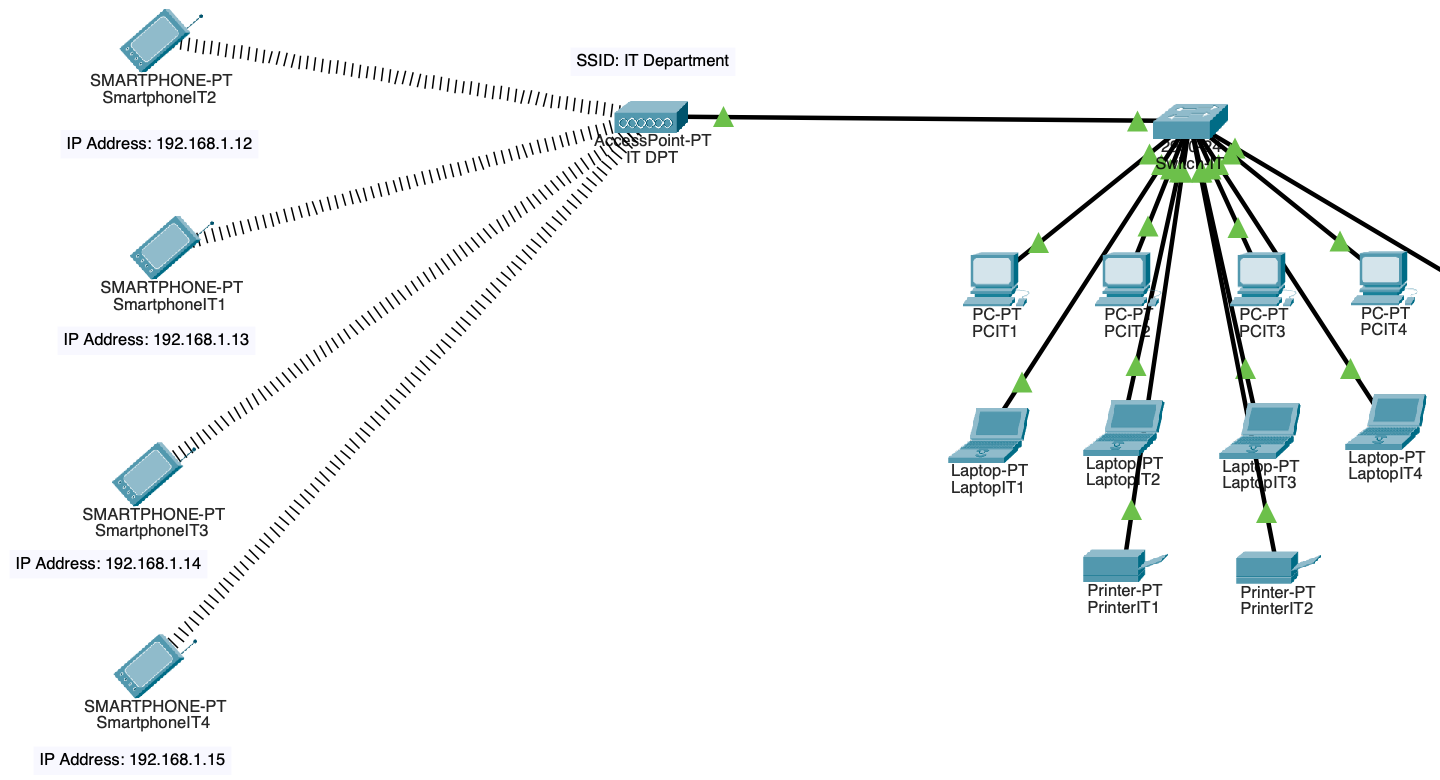 SMARTPHONE-PT
SmartphoneIT2
IP Address: 192.168.1.12
SSID: IT Department
AccessPoint-PT
IT DPT
Switch-IT
SMARTPHONE-PT
SmartphoneIT1
IP Address: 192.168.1.13
PC-PT
PCIT1
PC-PT
PCIT2
PC-PT
PCIT3
PC-PT
PCIT4
SMARTPHONE-PT
SmartphoneIT3
IP Address: 192.168.1.14
Laptop-PT
LaptopIT1
Laptop-PT
LaptopIT2
Laptop-PT
LaptopIT3
Laptop-PT
LaptopIT4
Printer-PT
PrinterIT1
Printer-PT
PrinterIT2
SMARTPHONE-PT
SmartphoneIT4
IP Address: 192.168.1.15